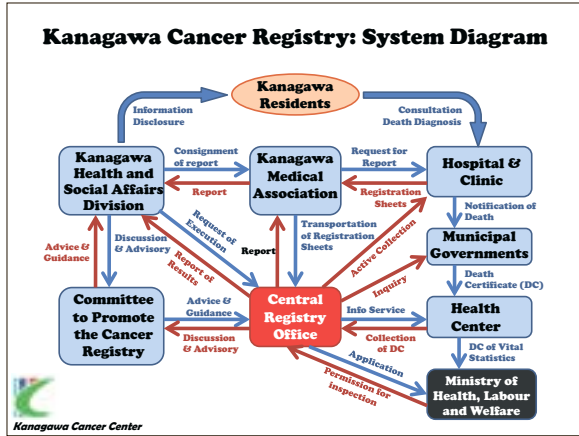 Kanagawa Cancer Registry: System Diagram
Kanagawa
Residents
Information
Disclosure
Consultation
Death Diagnosis
Kanagawa
Health and
Social Affairs
Division
Consignment
of report
Report
Kanagawa
Medical
Association
Request for
Report
Registration
Sheets
Hospital &
Clinic
Notification of
Death
Advice &
Guidance
Discussion
& Advisory
Request of
Execution
Report of
Results
Report
Transportation
of Registration
Sheets
Active Collection
Inquiry
Municipal
Governments
Death
Certificate (DC)
Committee
to Promote
the Cancer
Registry
Advice &
Guidance
Discussion
& Advisory
Central
Registry
Office
Info Service
Collection
of DC
Health
Center
DC of Vital
Statistics
Application
Permission for
inspection
Ministry of
Health, Labour
and Welfare
Kanagawa Cancer Center